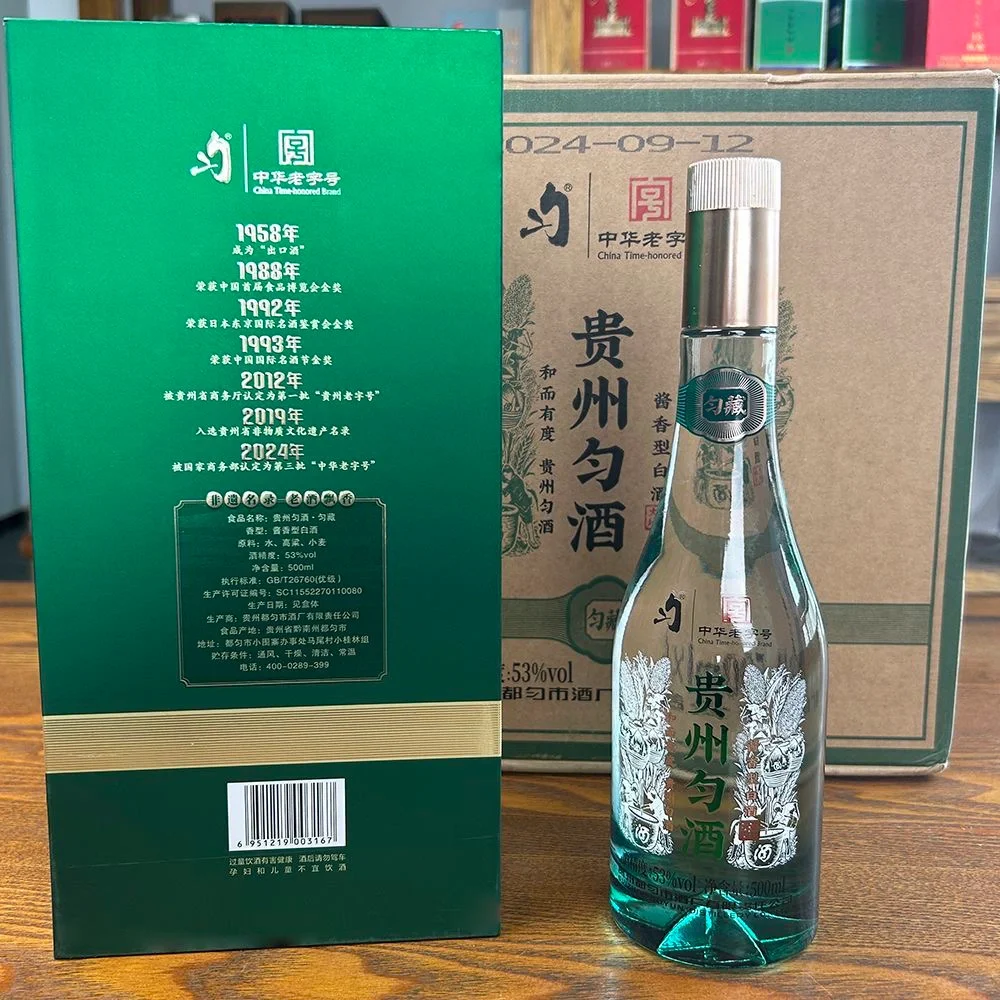 匀®
中华老字号
China Time-honored Brand
1958年
成为“出口酒”
1988年
荣获中国首届食品博览会金奖
1992年
荣获日本东京国际名酒鉴赏会金奖
1993年
荣获中国国际名酒节金奖
2012年
被贵州省商务厅认定为第一批“贵州老字号”
2019年
入选贵州省非物质文化遗产名录
2024年
被国家商务部认定为第三批“中华老字号”
非遗名录 老酒飘香
食品名称：贵州匀酒·匀藏
香型：酱香型白酒
原料：水、高粱、小麦
酒精度：53%vol
净含量：500ml
执行标准：GB/T26760(优级)
生产许可证编号：SC11552270110080
生产日期：见盒体
生产商：贵州都匀市酒厂有限责任公司
食品产地：贵州省黔南州都匀市
地址：都匀市小围寨办事处马尾村小桂林组
贮存条件：通风、干燥、清洁、常温
电话：400-0289-399
6 951219 003167
过量饮酒有害健康 酒后请勿驾车
孕妇和儿童不宜饮酒
024-09-12
匀®
中华老字
China Time-honored
贵州匀酒
和而有度 贵州匀酒
酱香型白酒
匀藏
:53%vol
都匀市酒厂
匀藏
匀®
中华老字号
China Time-honored Brand
贵州匀酒
酒
酒
度:53%vol 净含量:500ml